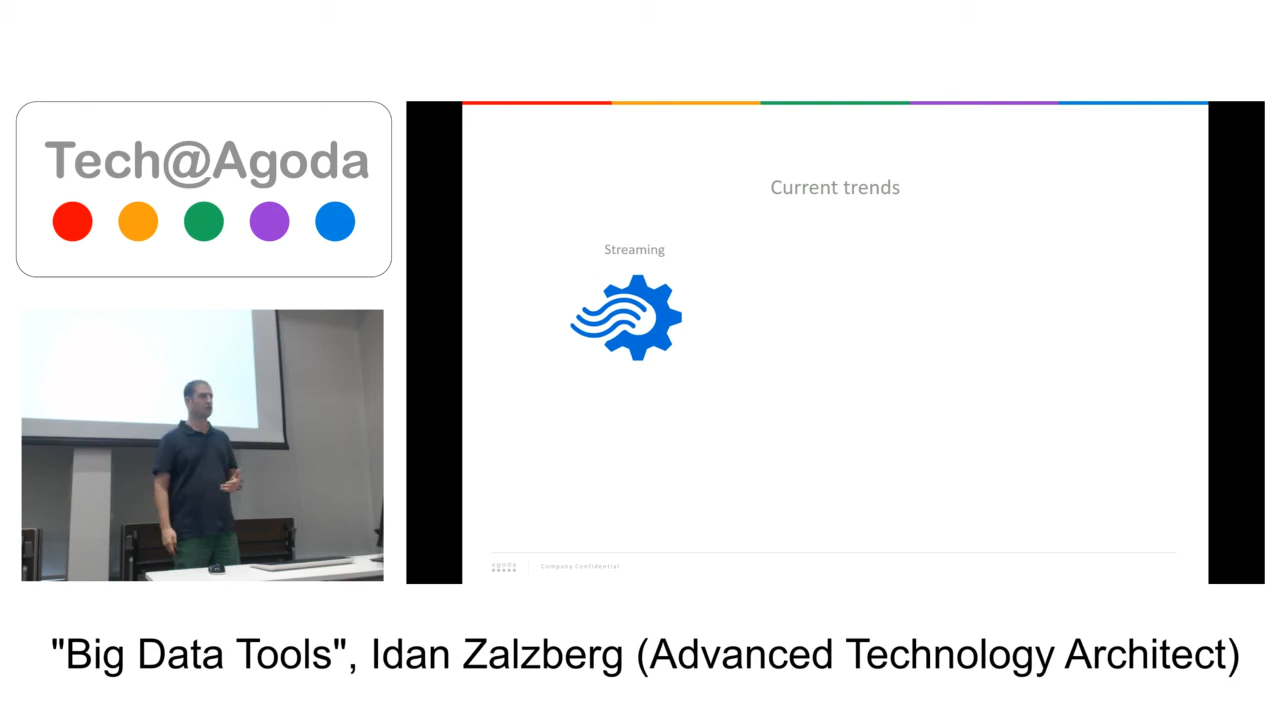 Tech@Agoda
Current trends
Streaming
agoda
Company Confidential
"Big Data Tools", Idan Zalzberg (Advanced Technology Architect)